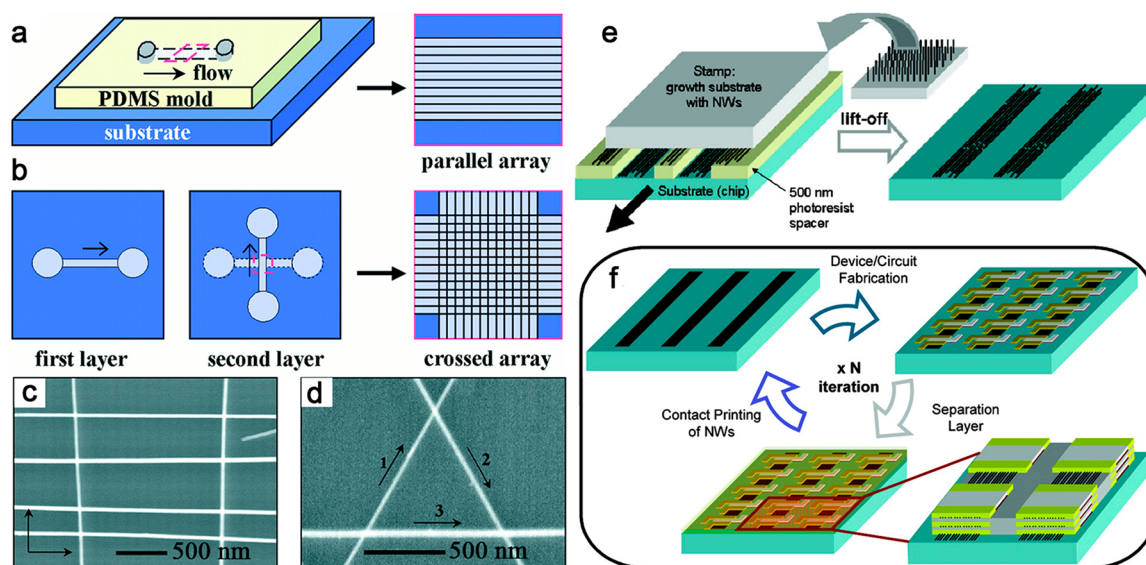 a
flow
PDMS mold
substrate
parallel array
b
first layer
second layer
crossed array
c
500 nm
d
1
2
3
500 nm
e
Stamp:
growth substrate
with NWs
lift-off
Substrate (chip)
500 nm
photoresist
spacer
f
Device/Circuit
Fabrication
x N
iteration
Contact Printing
of NWs
Separation
Layer